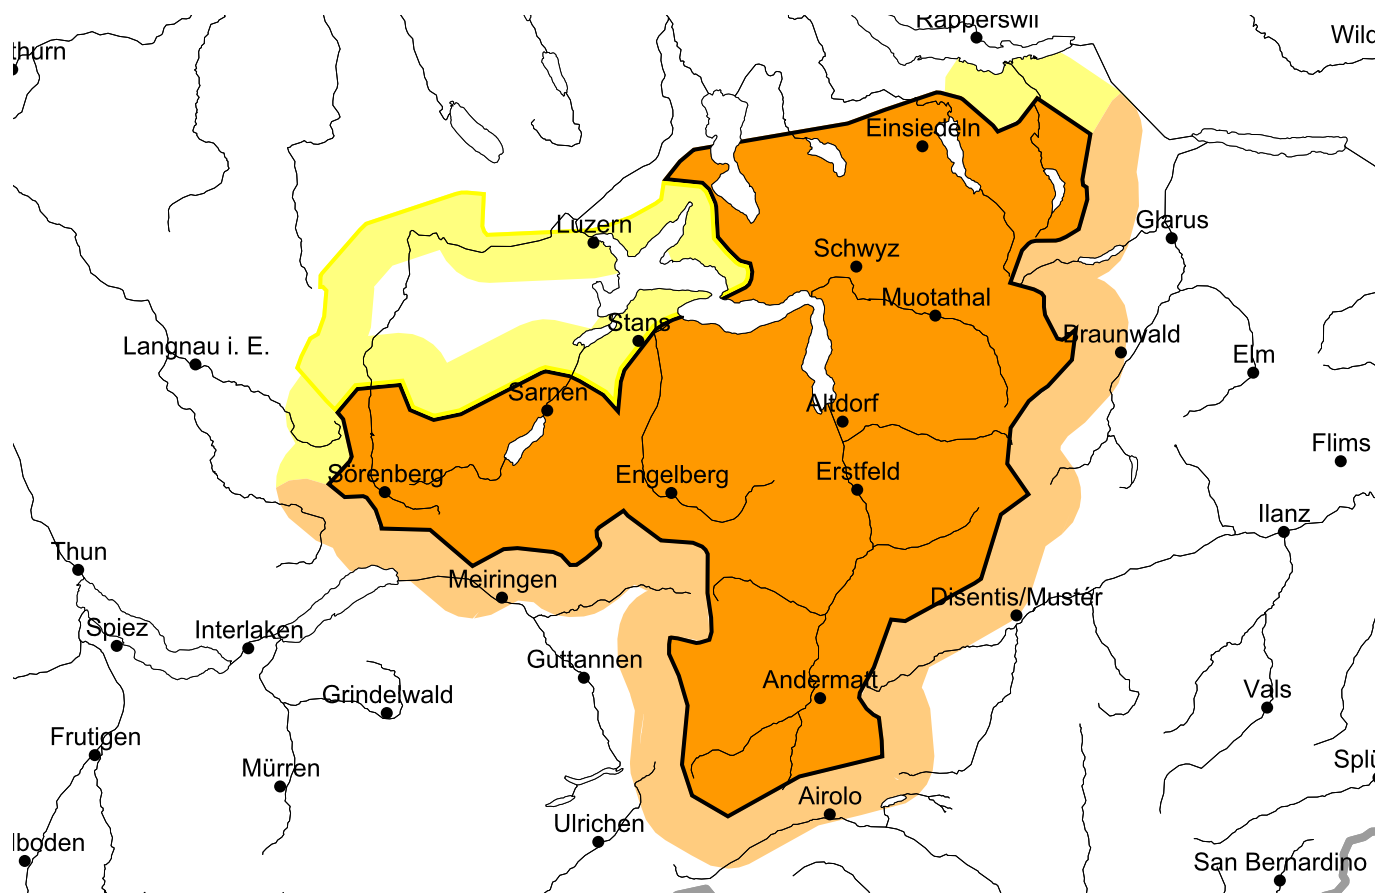 Rapperswil
thurn
Wild
Einsiedeln
Luzern
Glarus
Schwyz
Muotathal
Stans
Braunwald
Langnau i. E.
Elm
Sarnen
Altdorf
Flims
Sörenberg
Engelberg
Erstfeld
Ilanz
Thun
Meiringen
Disentis/Mustér
Spiez
Interlaken
Guttannen
Andermatt
Grindelwald
Vals
Frutigen
Mürren
Splü
Airolo
Ulrichen
lboden
San Bernardino